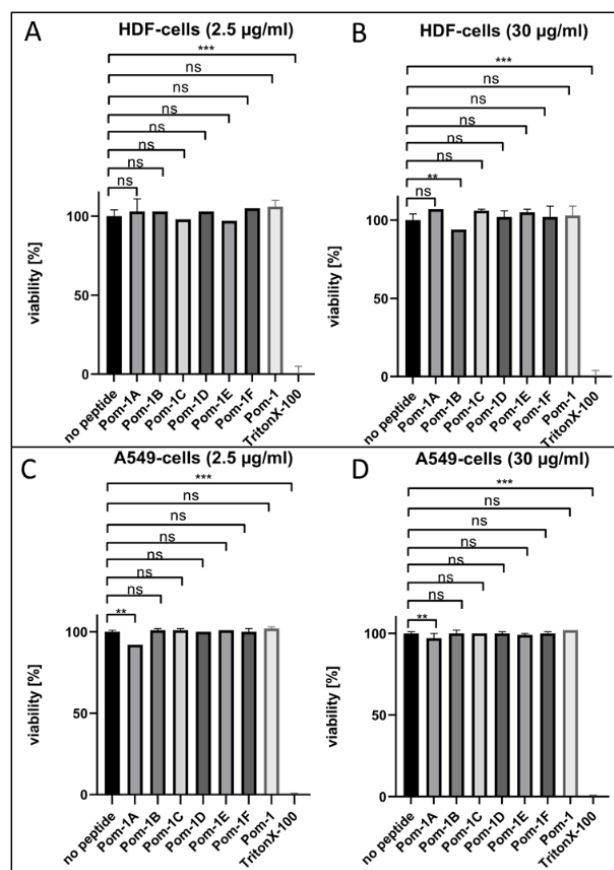 A
HDF-cells (2.5 µg/ml)
***
ns
ns
ns
ns
ns
ns
ns
viability [%]
100
50
0
no peptide
Pom-1A
Pom-1B
Pom-1C
Pom-1D
Pom-1E
Pom-1F
Pom-1
TritonX-100
B
HDF-cells (30 µg/ml)
***
ns
ns
ns
ns
ns
**
ns
viability [%]
100
50
0
no peptide
Pom-1A
Pom-1B
Pom-1C
Pom-1D
Pom-1E
Pom-1F
Pom-1
TritonX-100
C
A549-cells (2.5 µg/ml)
***
ns
ns
ns
ns
ns
ns
**
viability [%]
100
50
0
no peptide
Pom-1A
Pom-1B
Pom-1C
Pom-1D
Pom-1E
Pom-1F
Pom-1
TritonX-100
D
A549-cells (30 µg/ml)
***
ns
ns
ns
ns
ns
ns
**
viability [%]
100
50
0
no peptide
Pom-1A
Pom-1B
Pom-1C
Pom-1D
Pom-1E
Pom-1F
Pom-1
TritonX-100